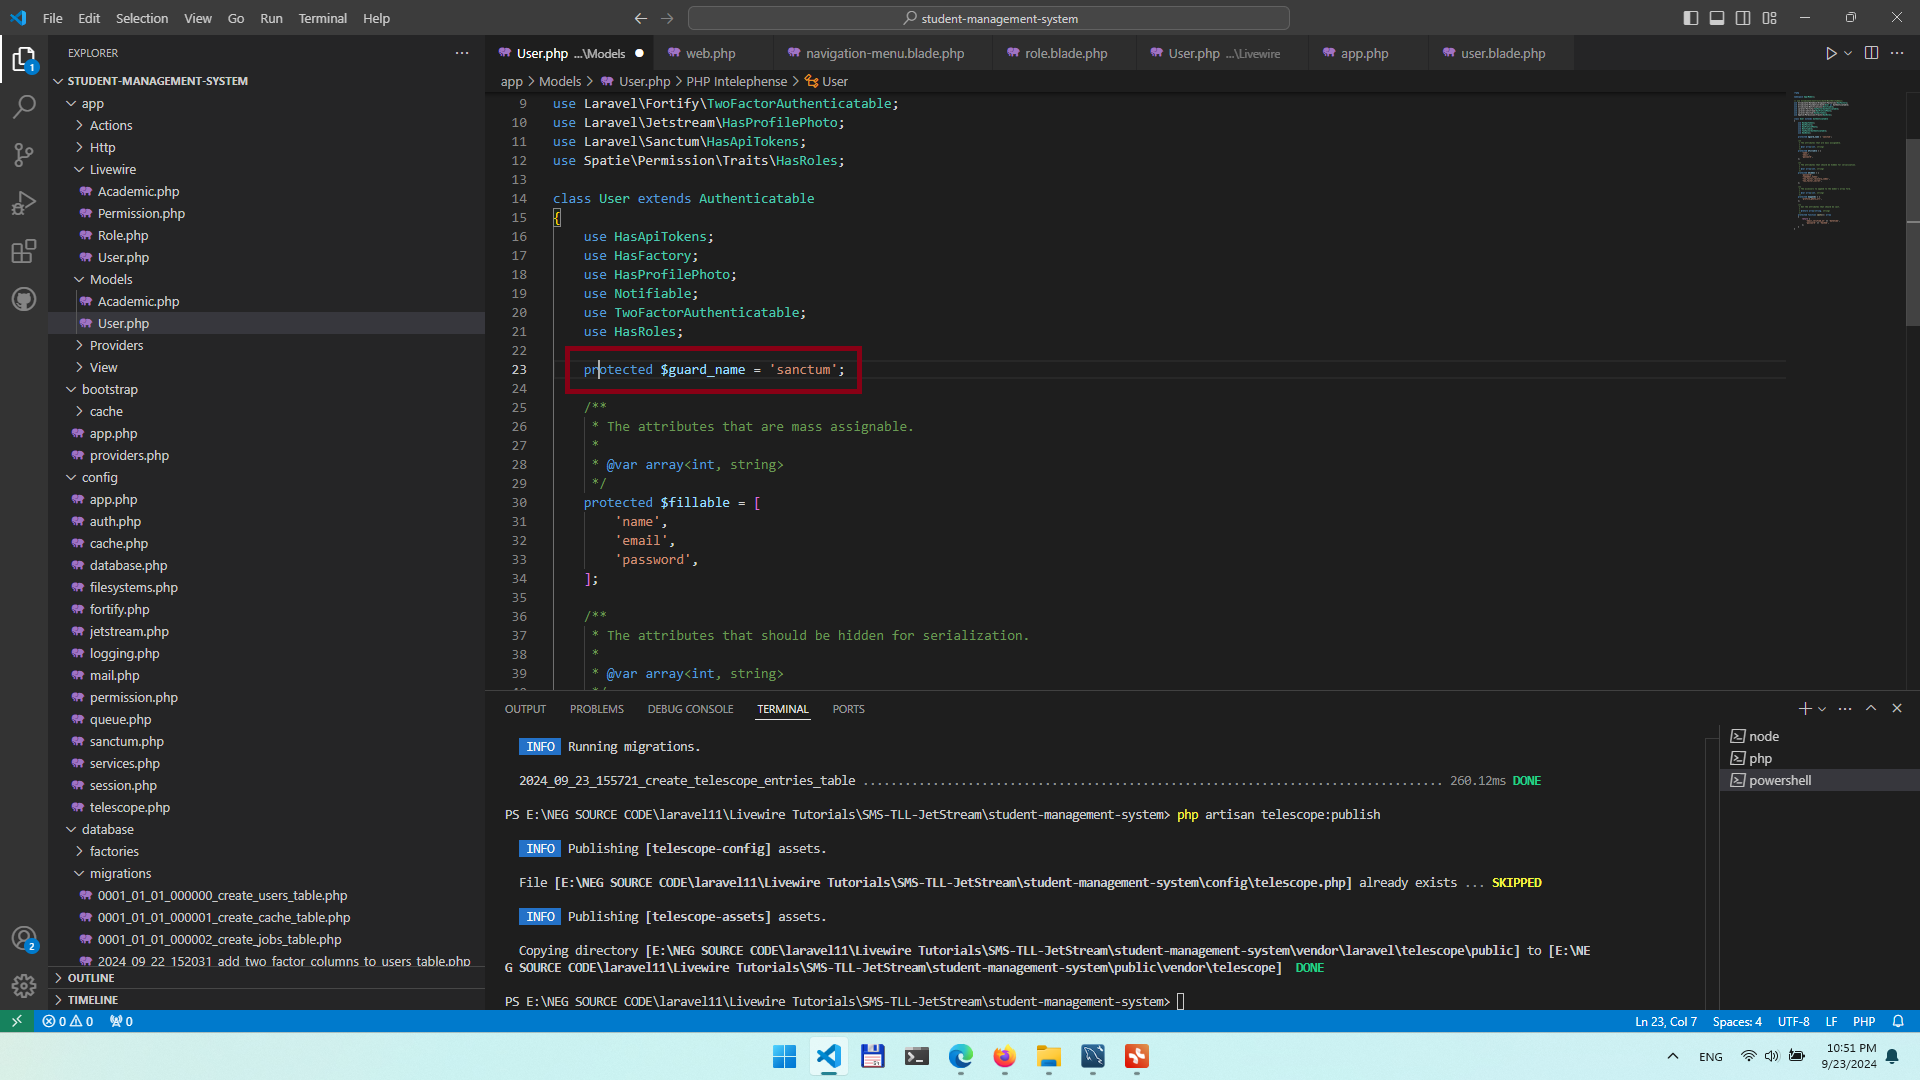 File Edit Selection View Go Run Terminal Help
student-management-system
EXPLORER
STUDENT-MANAGEMENT-SYSTEM
app
Actions
Http
Livewire
Academic.php
Permission.php
Role.php
User.php
Models
Academic.php
User.php
Providers
View
bootstrap
cache
app.php
providers.php
config
app.php
auth.php
cache.php
database.php
filesystems.php
fortify.php
jetstream.php
logging.php
mail.php
permission.php
queue.php
sanctum.php
services.php
session.php
telescope.php
database
factories
migrations
0001_01_01_000000_create_users_table.php
0001_01_01_000001_create_cache_table.php
0001_01_01_000002_create_jobs_table.php
2024_09_22_152031_add_two_factor_columns_to_users_table.php
OUTLINE
TIMELINE
1
2
User.php ...\Models web.php navigation-menu.blade.php role.blade.php User.php ...\Livewire app.php user.blade.php
app > Models > User.php > PHP Intelephense > User
9 use Laravel\Fortify\TwoFactorAuthenticatable;
10 use Laravel\Jetstream\HasProfilePhoto;
11 use Laravel\Sanctum\HasApiTokens;
12 use Spatie\Permission\Traits\HasRoles;
13
14 class User extends Authenticatable
15 {
16 use HasApiTokens;
17 use HasFactory;
18 use HasProfilePhoto;
19 use Notifiable;
20 use TwoFactorAuthenticatable;
21 use HasRoles;
22
23 protected $guard_name = 'sanctum';
24
25 /**
26 * The attributes that are mass assignable.
27 *
28 * @var array<int, string>
29 */
30 protected $fillable = [
31 'name',
32 'email',
33 'password',
34 ];
35
36 /**
37 * The attributes that should be hidden for serialization.
38 *
39 * @var array<int, string>
OUTPUT PROBLEMS DEBUG CONSOLE TERMINAL PORTS
INFO Running migrations.
2024_09_23_155721_create_telescope_entries_table ........................................................................ 260.12ms DONE
PS E:\NEG SOURCE CODE\laravel11\Livewire Tutorials\SMS-TLL-JetStream\student-management-system> php artisan telescope:publish
INFO Publishing [telescope-config] assets.
File [E:\NEG SOURCE CODE\laravel11\Livewire Tutorials\SMS-TLL-JetStream\student-management-system\config\telescope.php] already exists ... SKIPPED
INFO Publishing [telescope-assets] assets.
Copying directory [E:\NEG SOURCE CODE\laravel11\Livewire Tutorials\SMS-TLL-JetStream\student-management-system\vendor\laravel\telescope\public] to [E:\NE
G SOURCE CODE\laravel11\Livewire Tutorials\SMS-TLL-JetStream\student-management-system\public\vendor\telescope] DONE
PS E:\NEG SOURCE CODE\laravel11\Livewire Tutorials\SMS-TLL-JetStream\student-management-system>
node
php
powershell
0 0 0
Ln 23, Col 7 Spaces: 4 UTF-8 LF PHP
ENG
10:51 PM
9/23/2024